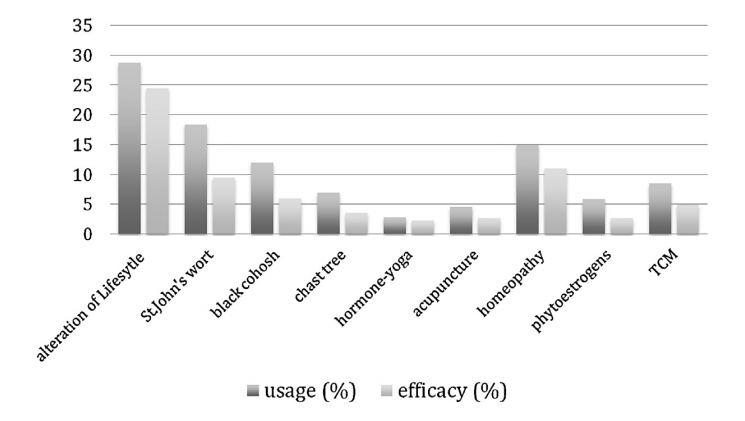 35
30
25
20
15
10
5
0
alteration of Lifesytle
St.John's wort
black cohosh
chast tree
hormone-yoga
acupuncture
homeopathy
phytoestrogens
TCM
usage (%) efficacy (%)